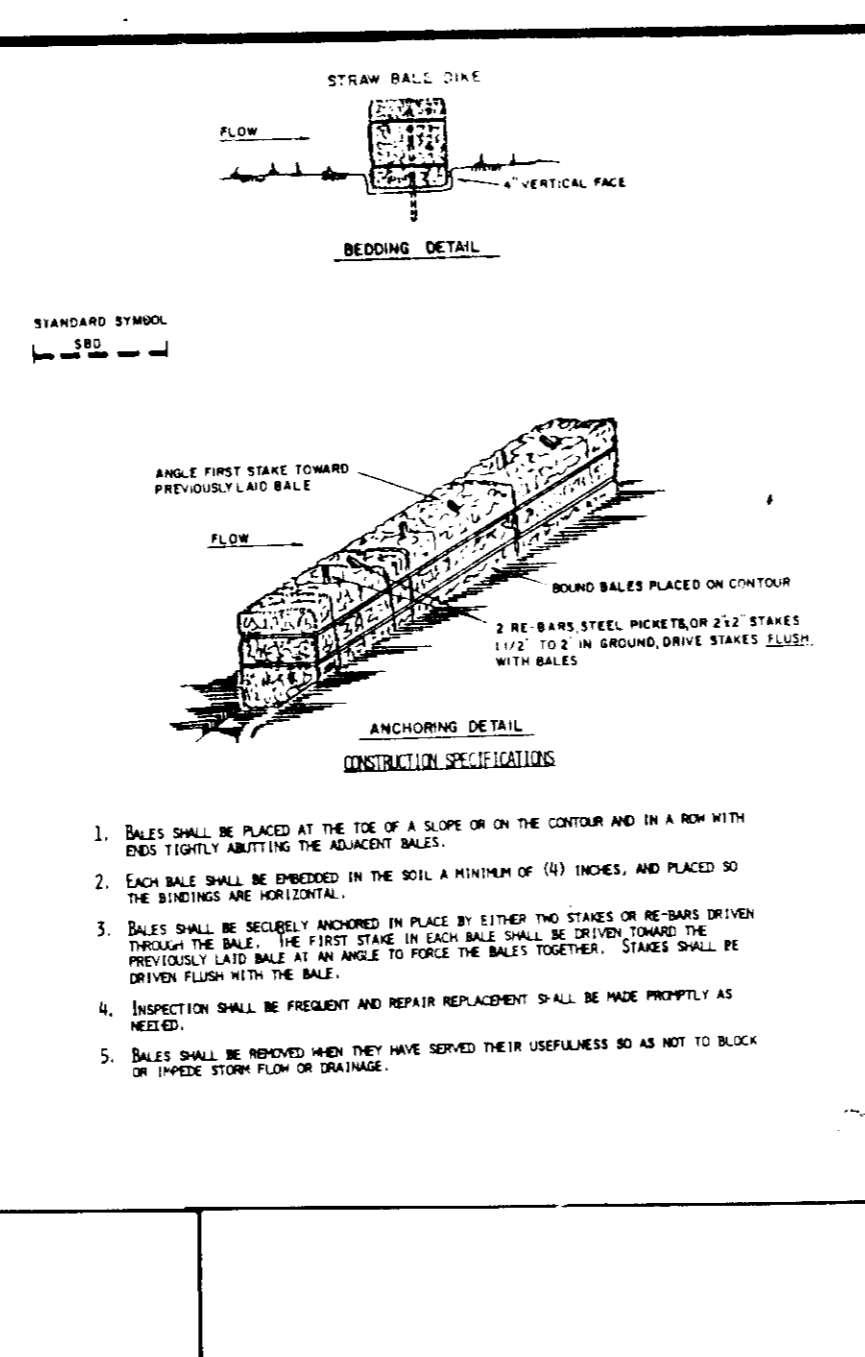 STRAW BALE DIKE
FLOW
4" VERTICAL FACE
BEDDING DETAIL
STANDARD SYMBOL
SBD
ANGLE FIRST STAKE TOWARD
PREVIOUSLY LAID BALE
FLOW
BOUND BALES PLACED ON CONTOUR
2 RE-BARS, STEEL PICKETS, OR 2"x2" STAKES
1 1/2' TO 2' IN GROUND, DRIVE STAKES FLUSH
WITH BALES
ANCHORING DETAIL
CONSTRUCTION SPECIFICATIONS
1. BALES SHALL BE PLACED AT THE TOE OF A SLOPE OR ON THE CONTOUR AND IN A ROW WITH
ENDS TIGHTLY ABUTTING THE ADJACENT BALES.
2. EACH BALE SHALL BE EMBEDDED IN THE SOIL A MINIMUM OF (4) INCHES, AND PLACED SO
THE BINDINGS ARE HORIZONTAL.
3. BALES SHALL BE SECURELY ANCHORED IN PLACE BY EITHER TWO STAKES OR RE-BARS DRIVEN
THROUGH THE BALE. THE FIRST STAKE IN EACH BALE SHALL BE DRIVEN TOWARD THE
PREVIOUSLY LAID BALE AT AN ANGLE TO FORCE THE BALES TOGETHER. STAKES SHALL BE
DRIVEN FLUSH WITH THE BALE.
4. INSPECTION SHALL BE FREQUENT AND REPAIR REPLACEMENT SHALL BE MADE PROMPTLY AS
NEEDED.
5. BALES SHALL BE REMOVED WHEN THEY HAVE SERVED THEIR USEFULNESS SO AS NOT TO BLOCK
OR IMPEDE STORM FLOW OR DRAINAGE.